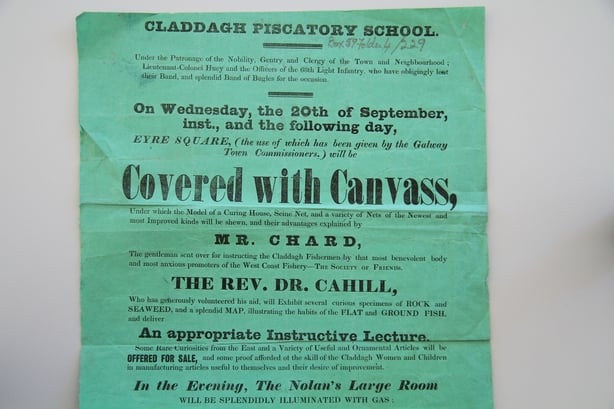 CLADDAGH PISCATORY SCHOOL.
Box 59 Folder 4/229
Under the Patronage of the Nobility, Gentry and Clergy of the Town and Neighbourhood;
Lieutenant-Colonel Huey and the Officers of the 68th Light Infantry, who have obligingly lent
their Band, and splendid Band of Bugles for the occasion.
On Wednesday, the 20th of September,
inst., and the following day,
EYRE SQUARE, (the use of which has been given by the Galway
Town Commissioners,) will be
Covered with Canvass,
Under which the Model of a Curing House, Seine Net, and a variety of Nets of the Newest and
most Improved kinds will be shewn, and their advantages explained by
MR. CHARD,
The gentleman sent over for instructing the Claddagh Fishermen by that most benevolent body
and most anxious promoters of the West Coast Fishery—THE SOCIETY OF FRIENDS.
THE REV. DR. CAHILL,
Who has generously volunteered his aid, will Exhibit several curious specimens of ROCK and
SEAWEED, and a splendid MAP, illustrating the habits of the FLAT and GROUND FISH,
and deliver
An appropriate Instructive Lecture.
Some Rare Curiosities from the East and a Variety of Useful and Ornamental Articles will be
OFFERED FOR SALE, and some proof afforded of the skill of the Claddagh Women and Children
in manufacturing articles useful to themselves and their desire of improvement.
In the Evening, The Nolan's Large Room
WILL BE SPLENDIDLY ILLUMINATED WITH GAS;